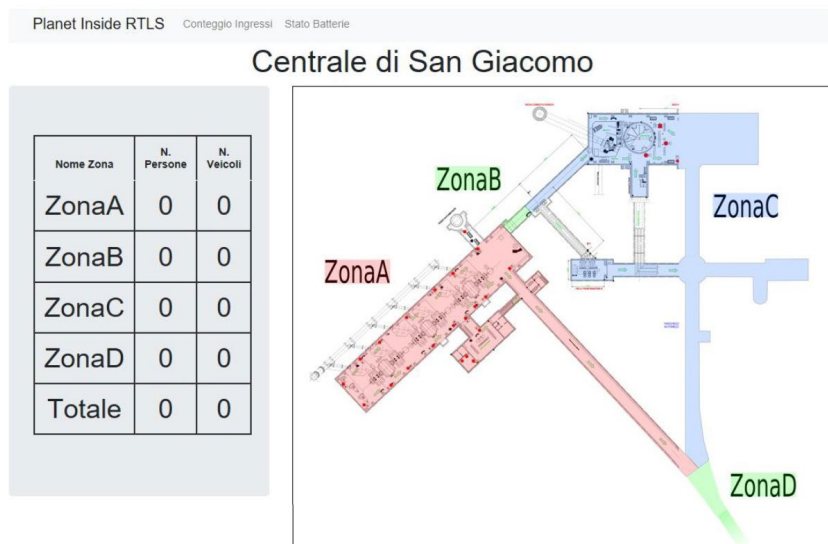 Planet Inside RTLS Conteggio Ingressi Stato Batterie
Centrale di San Giacomo
Nome Zona N. Persone N. Veicoli
ZonaA 0 0
ZonaB 0 0
ZonaC 0 0
ZonaD 0 0
Totale 0 0
ZonaB
ZonaC
ZonaA
ZonaD